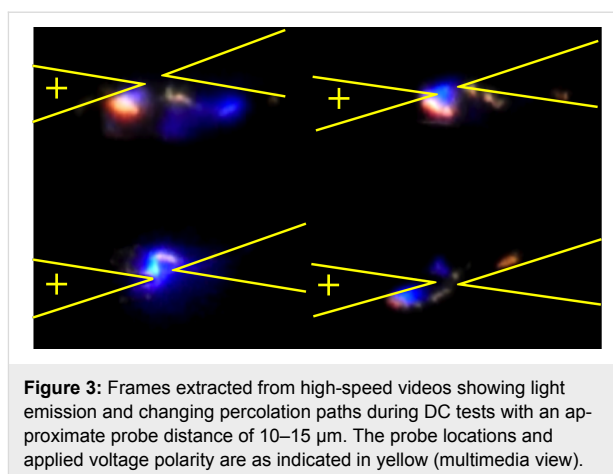 +
+
+
+
Figure 3: Frames extracted from high-speed videos showing light
emission and changing percolation paths during DC tests with an ap-
proximate probe distance of 10–15 µm. The probe locations and
applied voltage polarity are as indicated in yellow (multimedia view).